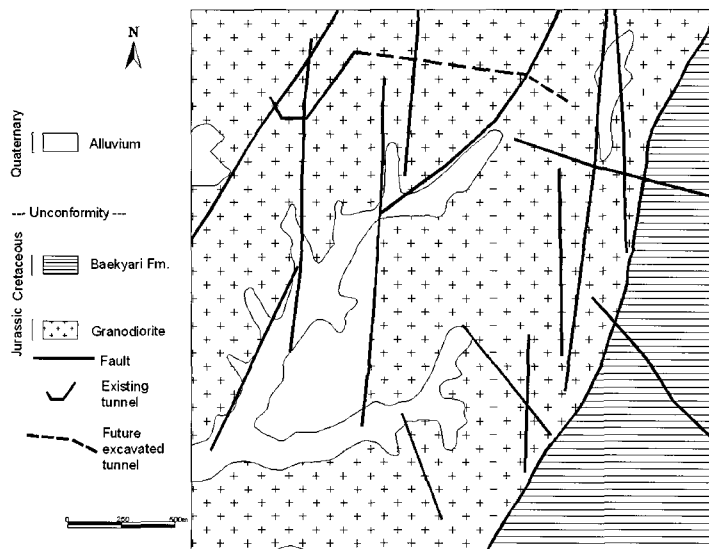 N
Quaternary
Alluvium
--- Unconformity ---
Jurassic Cretaceous
Baekyari Fm.
Granodiorite
Fault
Existing
tunnel
Future
excavated
tunnel
0 250 500m